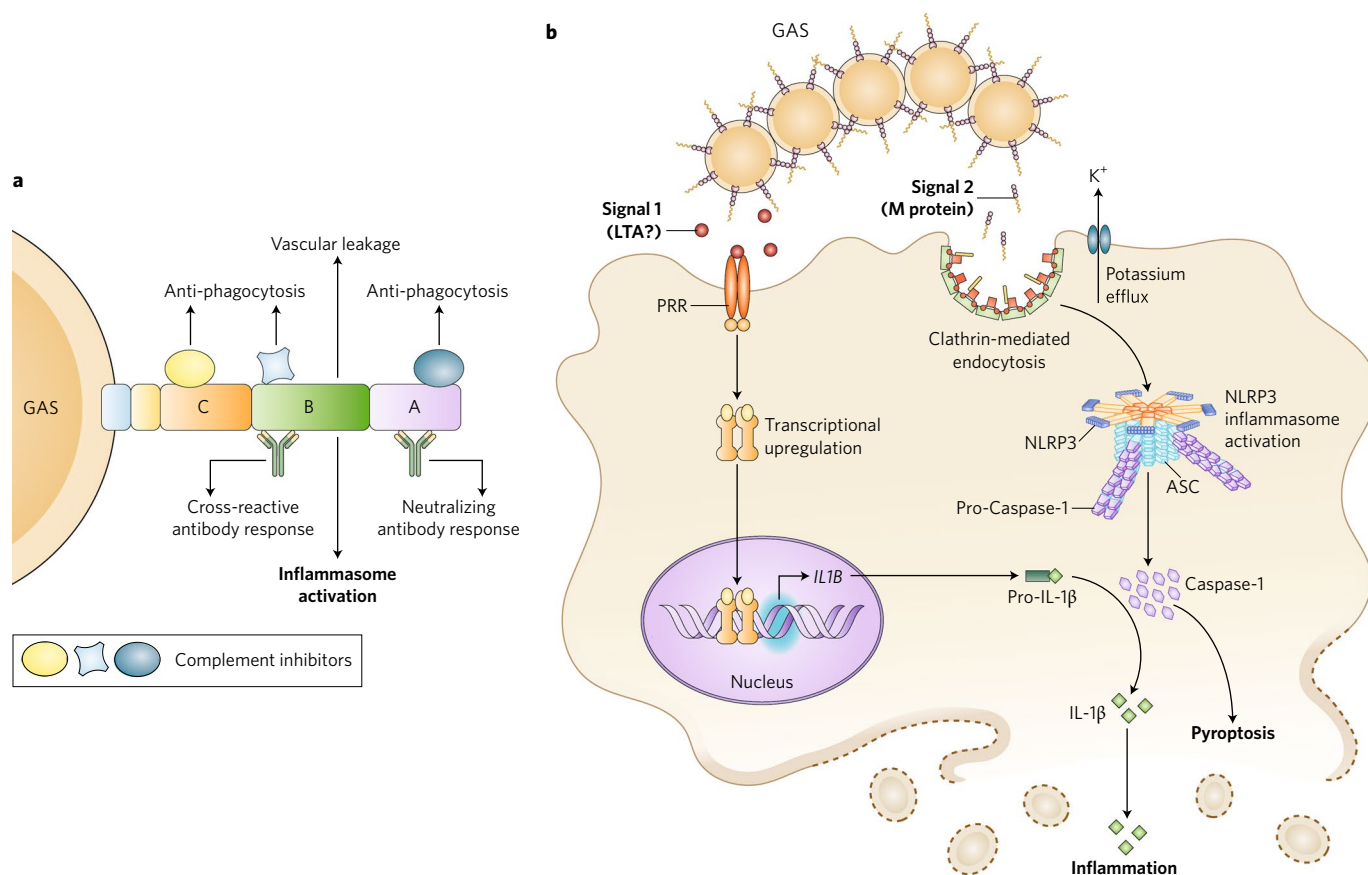 a
Vascular leakage
Anti-phagocytosis
Anti-phagocytosis
GAS
C
B
A
Cross-reactive
antibody response
Neutralizing
antibody response
Inflammasome
activation
Complement inhibitors
b
GAS
Signal 1
(LTA?)
Signal 2
(M protein)
K+
PRR
Potassium
efflux
Clathrin-mediated
endocytosis
Transcriptional
upregulation
NLRP3
inflammasome
activation
NLRP3
ASC
Pro-Caspase-1
IL1B
Pro-IL-1β
Caspase-1
Nucleus
IL-1β
Pyroptosis
Inflammation